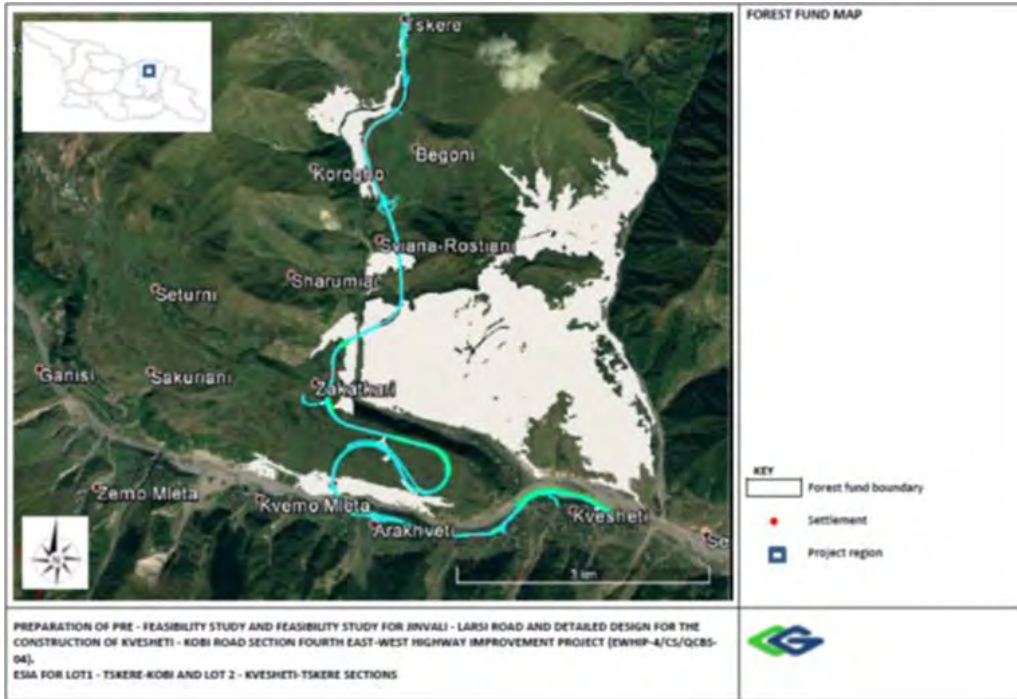 FOREST FUND MAP
Tskere
Begoni
Korogho
Sviana-Rostiani
Sharumiai
Seturni
Ganisi
Sakuriani
Zakatkari
Zemo Mleta
Kvemo Mleta
Arakhveti
Kvesheti
Se
N
KEY
Forest fund boundary
Settlement
Project region
PREPARATION OF PRE - FEASIBILITY STUDY AND FEASIBILITY STUDY FOR JINVALI - LARSI ROAD AND DETAILED DESIGN FOR THE
CONSTRUCTION OF KVESHETI - KOBI ROAD SECTION FOURTH EAST-WEST HIGHWAY IMPROVEMENT PROJECT (EWHIP-4/CS/QCBS-
04).
ESIA FOR LOT1 - TSKERE-KOBI AND LOT 2 - KVESHETI-TSKERE SECTIONS